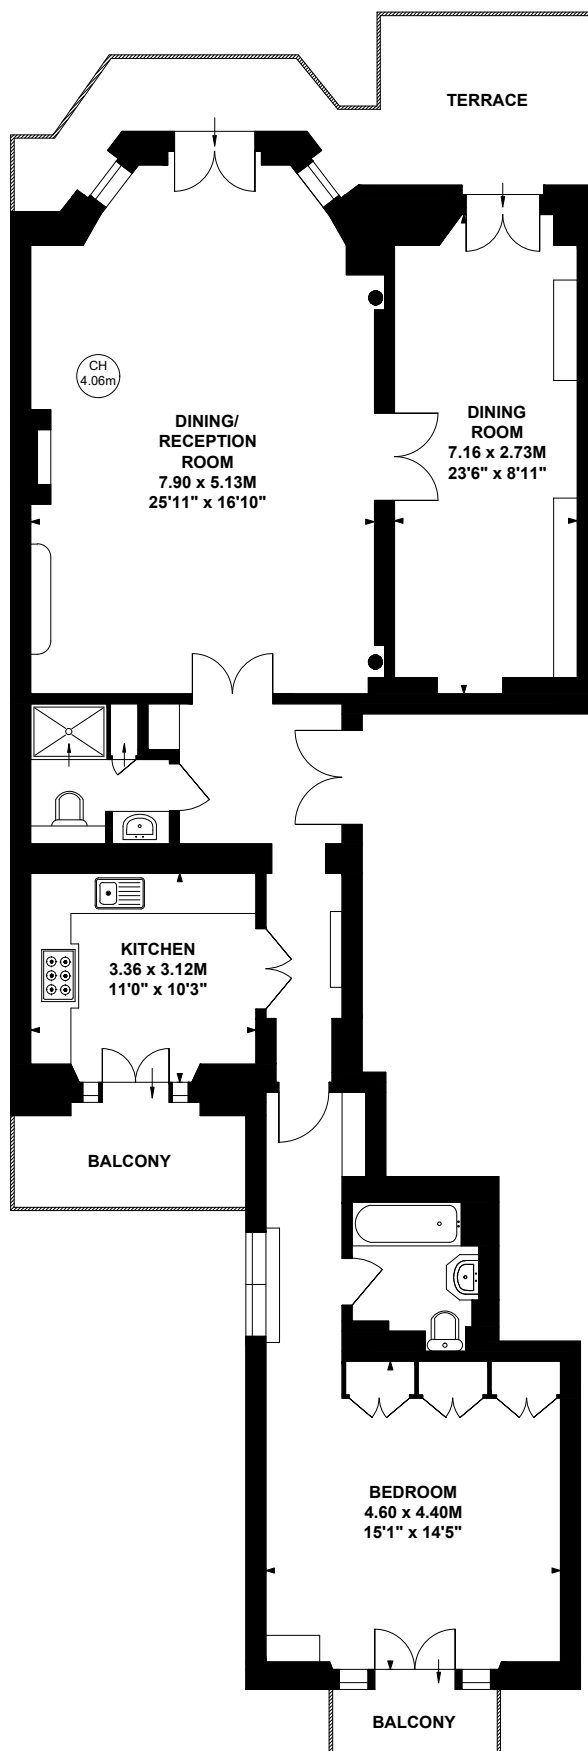 TERRACE
CH
4.06m
DINING/
RECEPTION
ROOM
7.90 x 5.13M
25'11" x 16'10"
DINING
ROOM
7.16 x 2.73M
23'6" x 8'11"
KITCHEN
3.36 x 3.12M
11'0" x 10'3"
BALCONY
BEDROOM
4.60 x 4.40M
15'1" x 14'5"
BALCONY